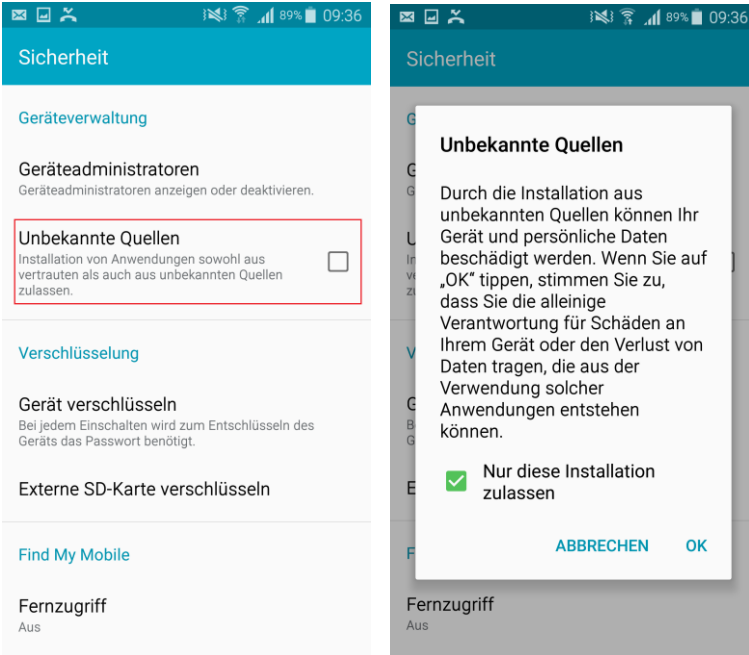 89% 09:36
Sicherheit
Geräteverwaltung
Geräteadministratoren
Geräteadministratoren anzeigen oder deaktivieren.
Unbekannte Quellen
Installation von Anwendungen sowohl aus
vertrauten als auch aus unbekannten Quellen
zulassen.
Verschlüsselung
Gerät verschlüsseln
Bei jedem Einschalten wird zum Entschlüsseln des
Geräts das Passwort benötigt.
Externe SD-Karte verschlüsseln
Find My Mobile
Fernzugriff
Aus
89% 09:36
Sicherheit
Unbekannte Quellen
Durch die Installation aus
unbekannten Quellen können Ihr
Gerät und persönliche Daten
beschädigt werden. Wenn Sie auf
„OK“ tippen, stimmen Sie zu,
dass Sie die alleinige
Verantwortung für Schäden an
Ihrem Gerät oder den Verlust von
Daten tragen, die aus der
Verwendung solcher
Anwendungen entstehen
können.
Nur diese Installation
zulassen
ABBRECHEN OK
Fernzugriff
Aus